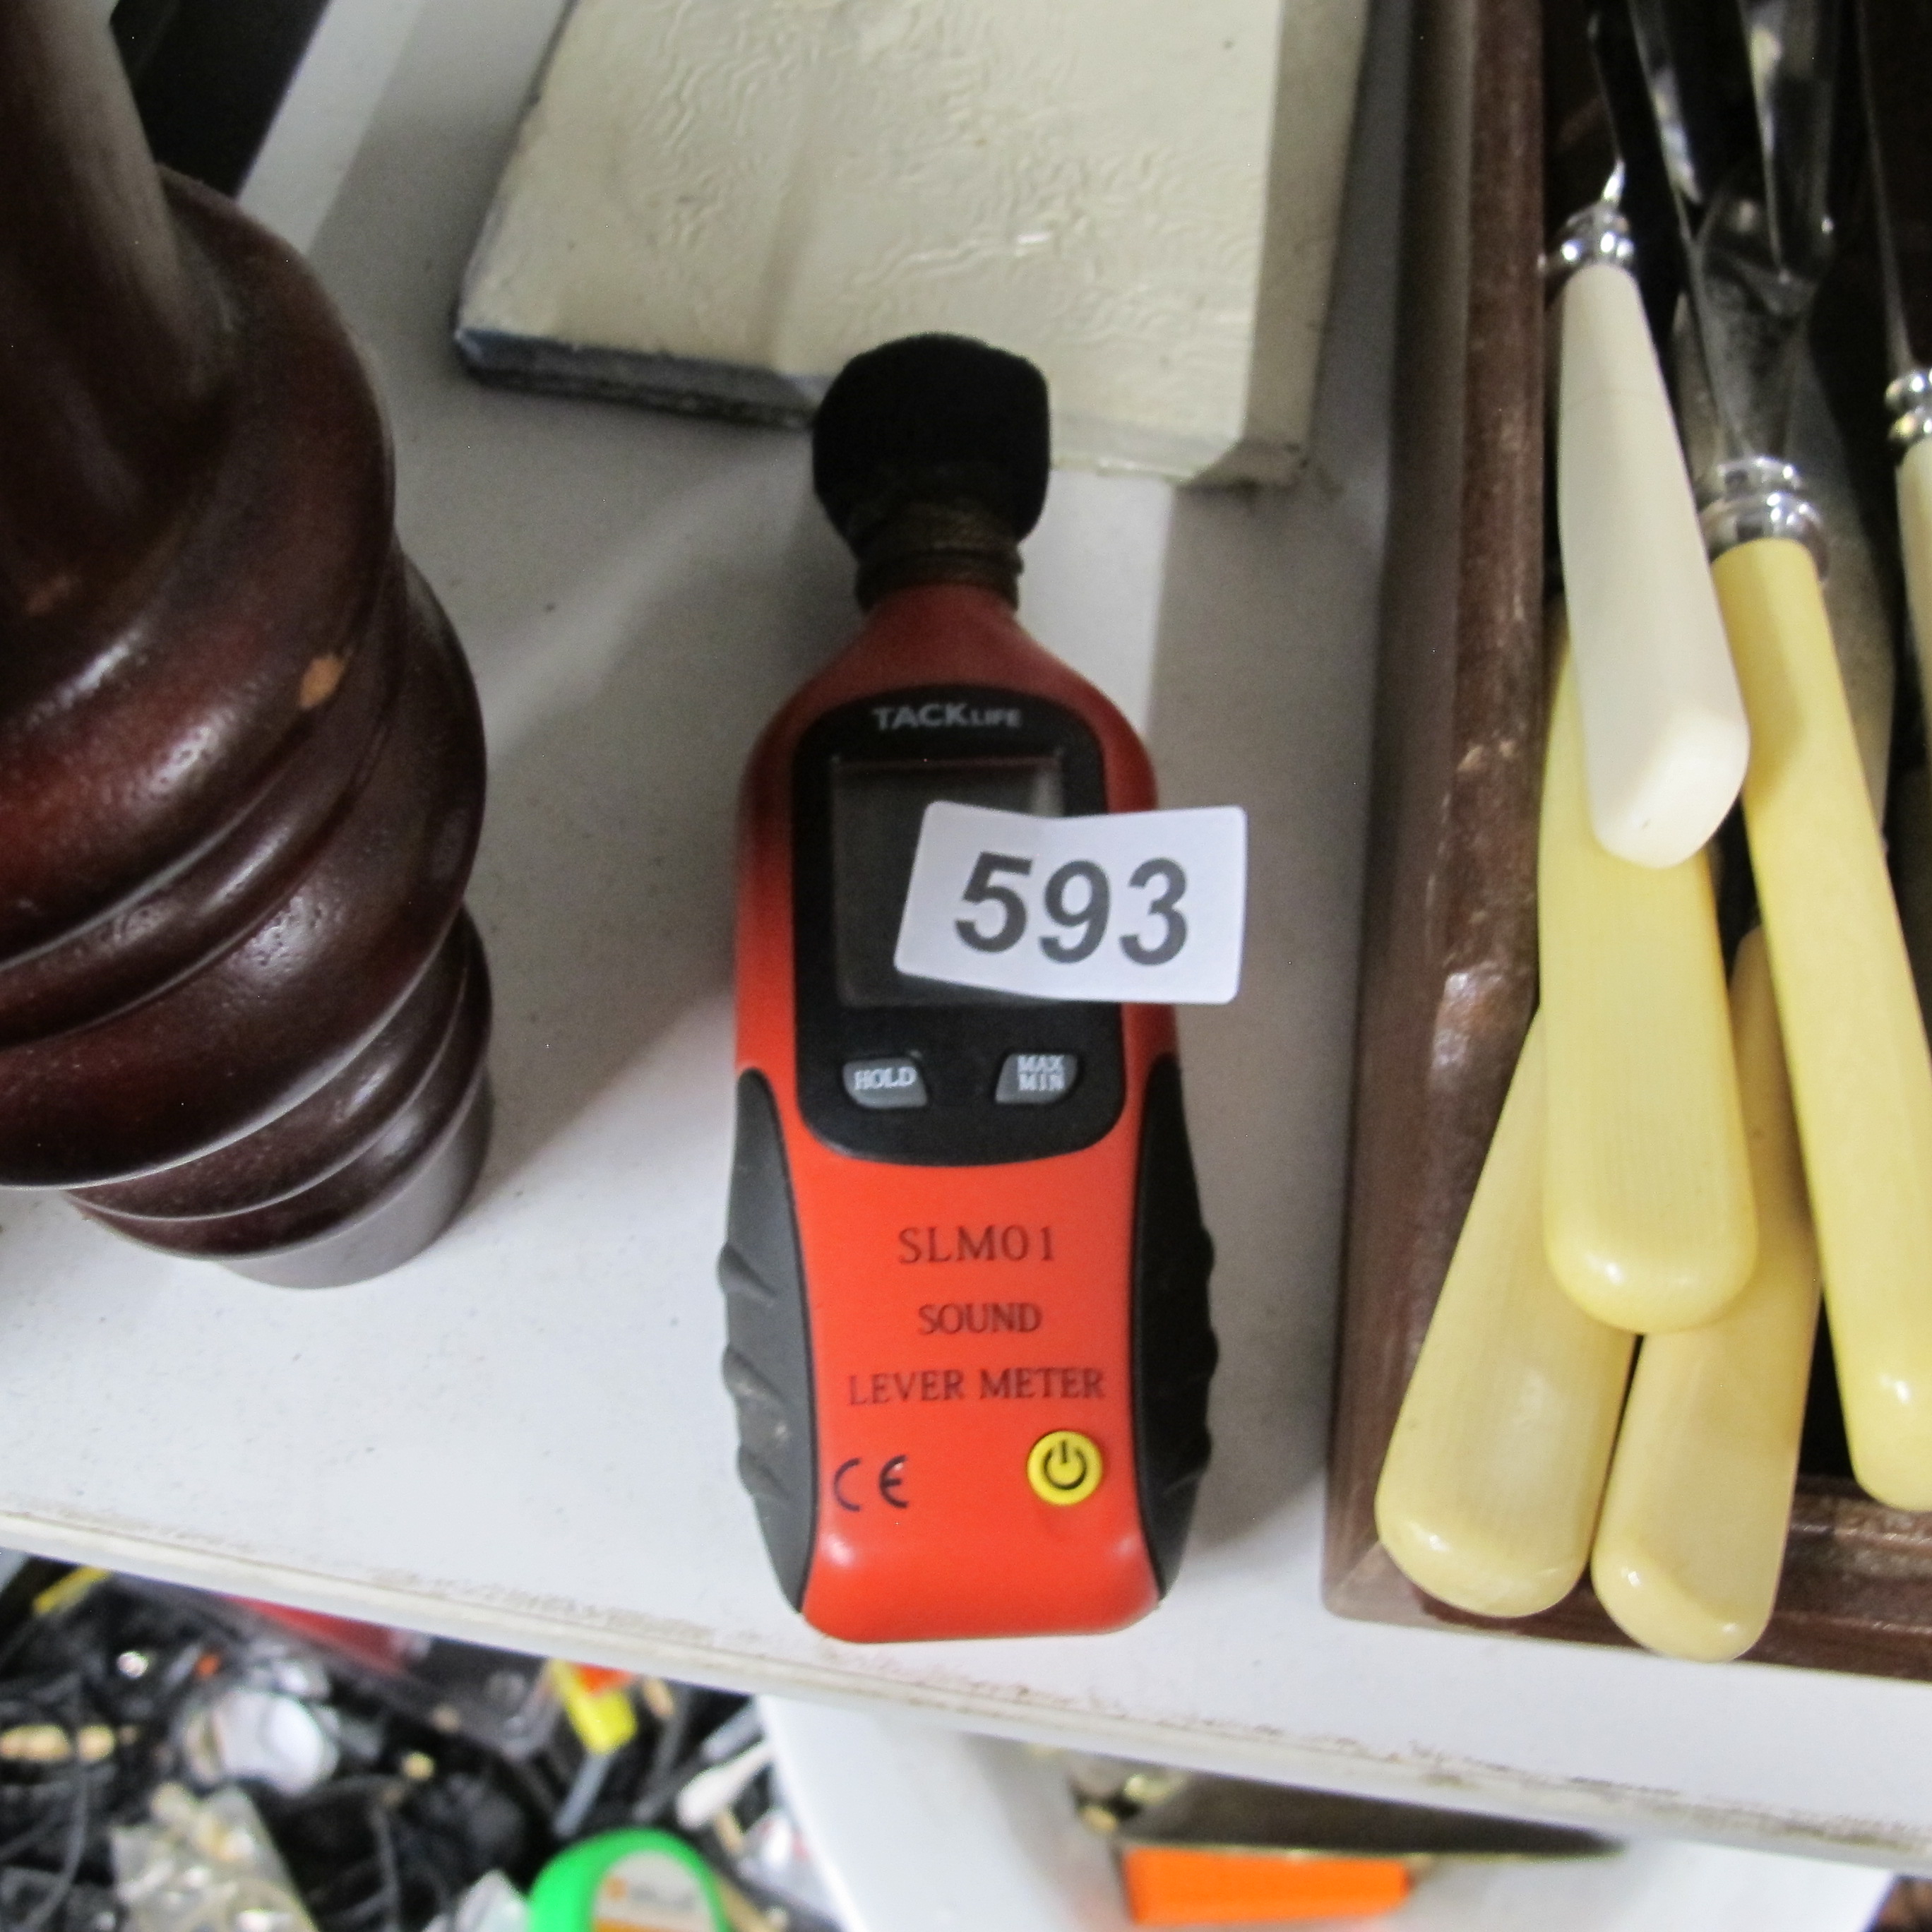 TACKLIFE
593
HOLD
MAX
MIN
SLM01
SOUND
LEVER METER
CE